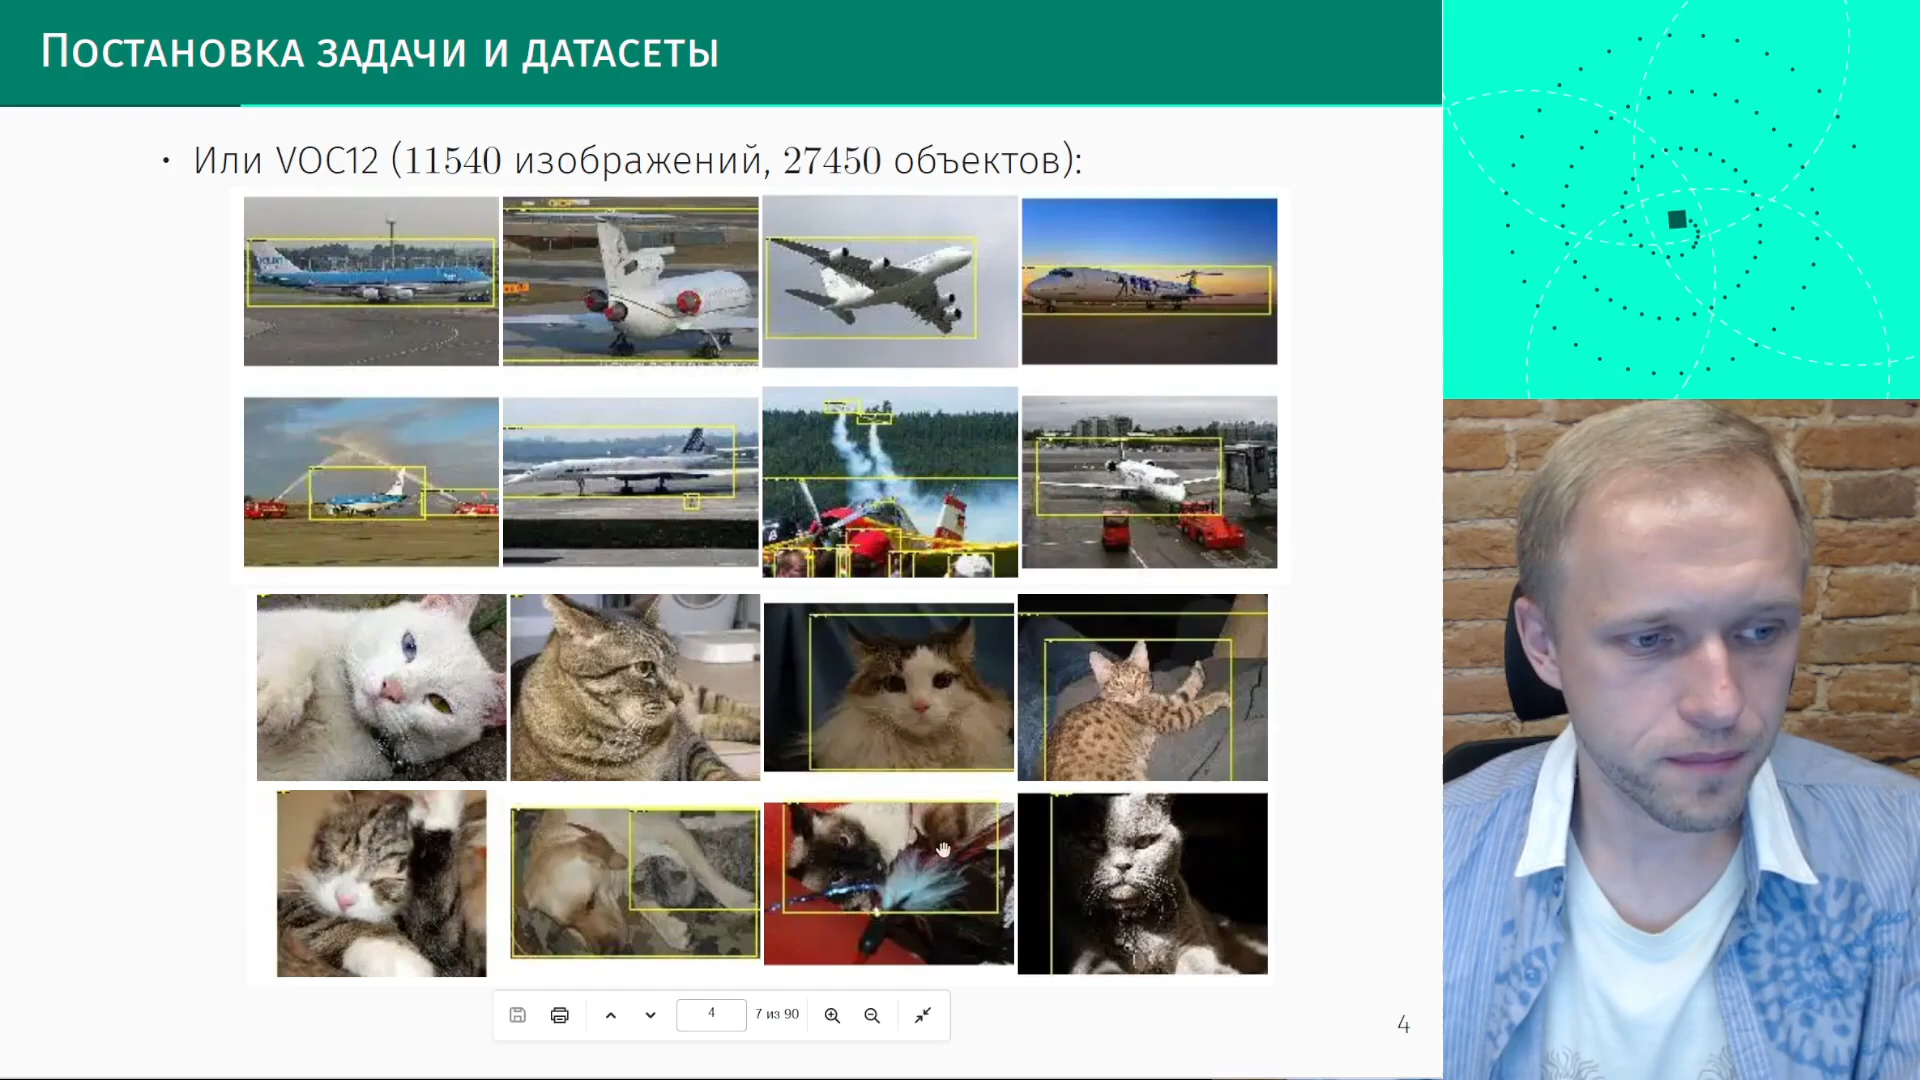 Постановка задачи и датасеты
• Или VOC12 (11540 изображений, 27450 объектов):
4
7 из 90
4